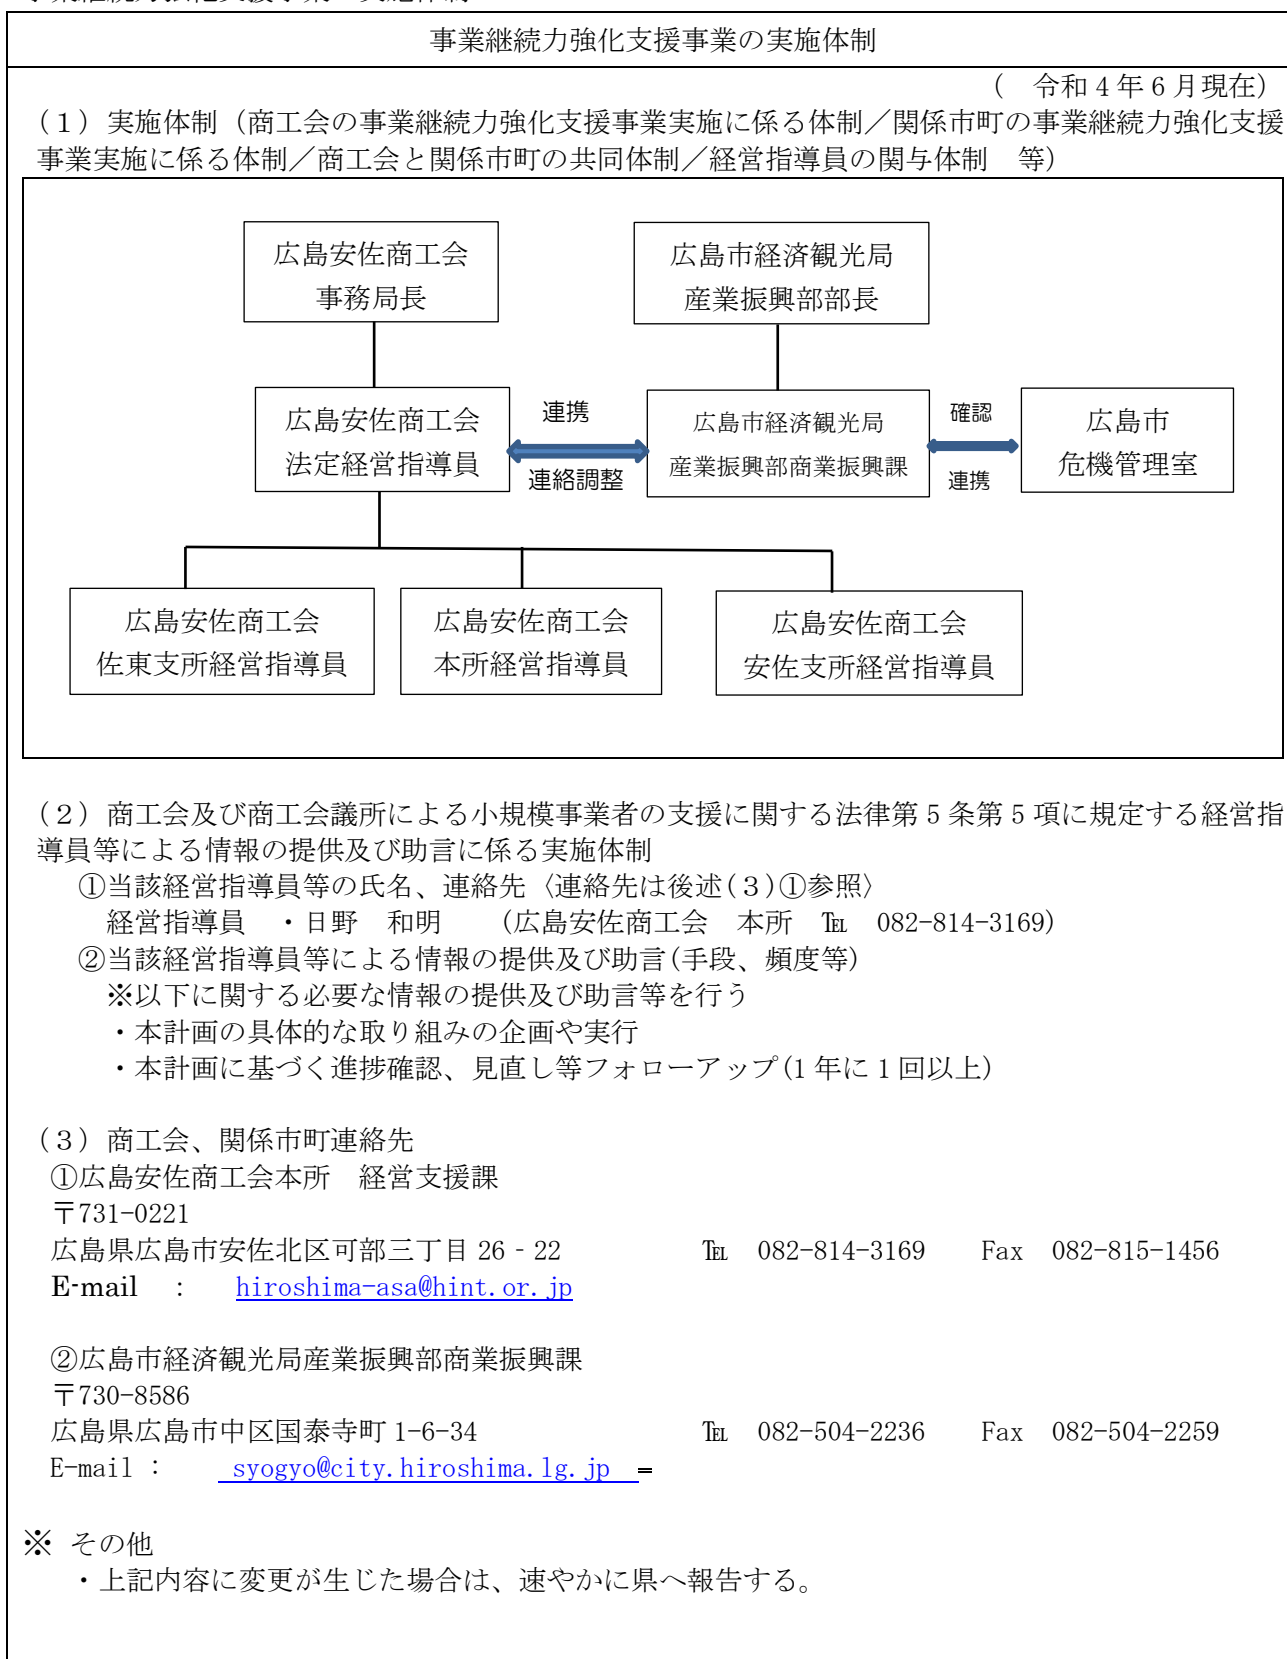 事業継続力強化支援事業の実施体制
(　令和 4 年 6 月現在)
(１) 実施体制 (商工会の事業継続力強化支援事業実施に係る体制／関係市町の事業継続力強化支援
事業実施に係る体制／商工会と関係市町の共同体制／経営指導員の関与体制　等)
広島安佐商工会
事務局長
広島市経済観光局
産業振興部部長
広島安佐商工会
法定経営指導員
連携
連絡調整
広島市経済観光局
産業振興部商業振興課
確認
連携
広島市
危機管理室
広島安佐商工会
佐東支所経営指導員
広島安佐商工会
本所経営指導員
広島安佐商工会
安佐支所経営指導員
(２) 商工会及び商工会議所による小規模事業者の支援に関する法律第 5 条第 5 項に規定する経営指
導員等による情報の提供及び助言に係る実施体制
①当該経営指導員等の氏名、連絡先〈連絡先は後述(３)①参照〉
経営指導員　・日野　和明　　(広島安佐商工会　本所　℡　082-814-3169)
②当該経営指導員等による情報の提供及び助言(手段、頻度等)
※以下に関する必要な情報の提供及び助言等を行う
・本計画の具体的な取り組みの企画や実行
・本計画に基づく進捗確認、見直し等フォローアップ(1 年に 1 回以上)
(３) 商工会、関係市町連絡先
①広島安佐商工会本所　経営支援課
〒731-0221
広島県広島市安佐北区可部三丁目 26‐22　　℡　082-814-3169　Fax　082-815-1456
E-mail　:　hiroshima-asa@hint.or.jp
②広島市経済観光局産業振興部商業振興課
〒730-8586
広島県広島市中区国泰寺町 1-6-34　　℡　082-504-2236　Fax　082-504-2259
E-mail :　syogyo@city.hiroshima.lg.jp
※ その他
・上記内容に変更が生じた場合は、速やかに県へ報告する。